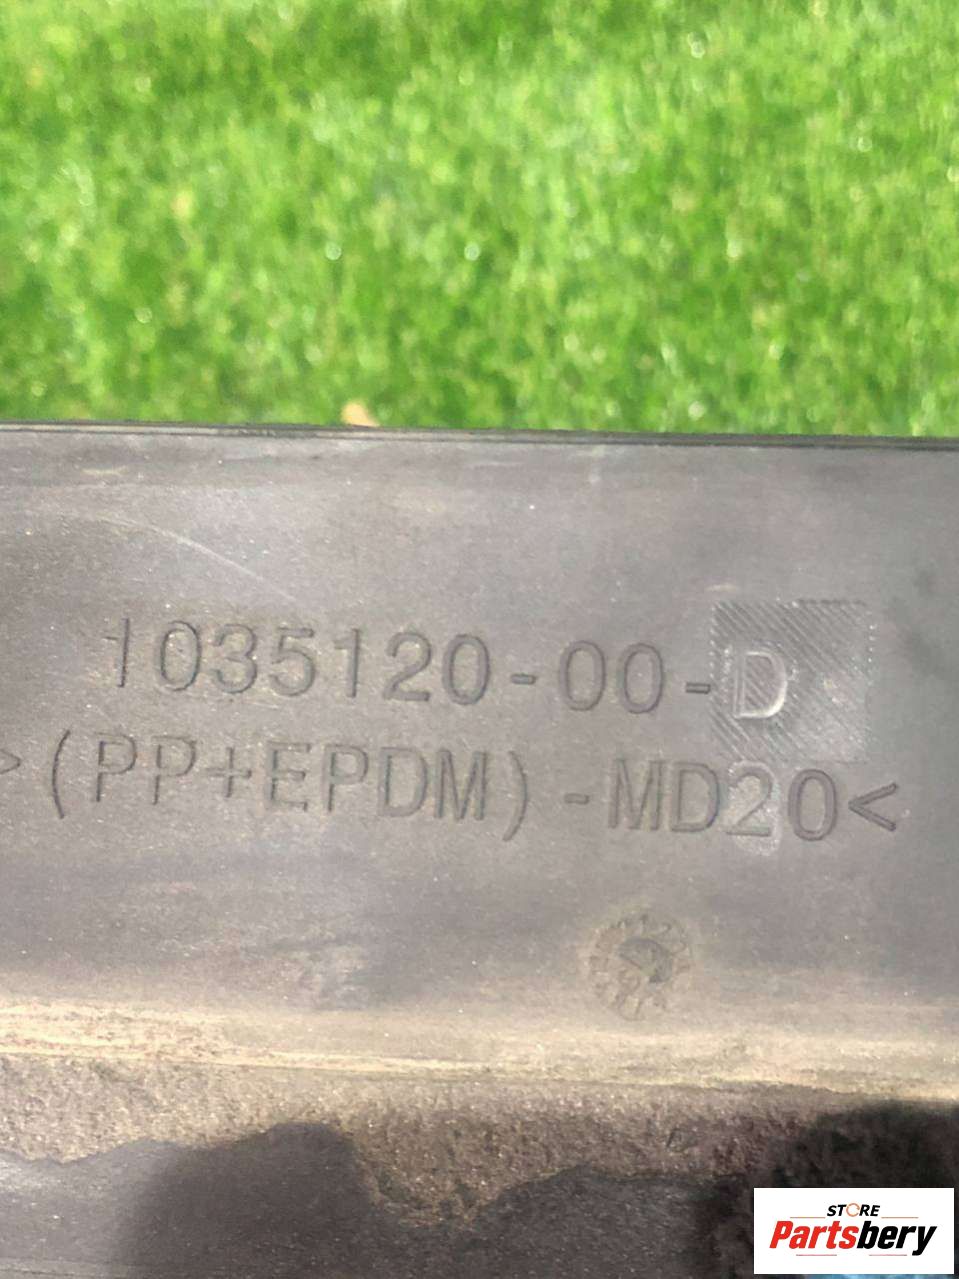 1035120-00-D
>(PP+EPDM)-MD20<
STORE
Partsbery